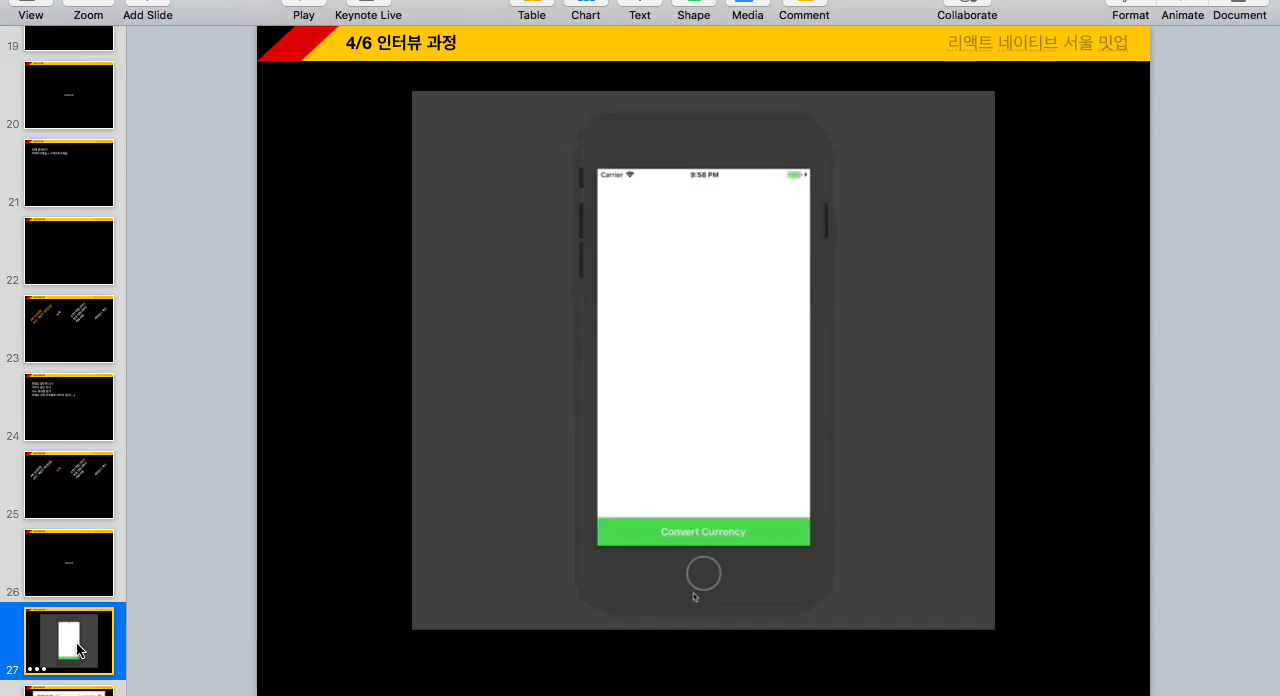 View Zoom Add Slide Play Keynote Live Table Chart Text Shape Media Comment Collaborate Format Animate Document
4/6 인터뷰 과정 리액트 네이티브 서울 밋업
Carrier 9:58 PM
Convert Currency
19
20
21
22
23
24
25
26
27